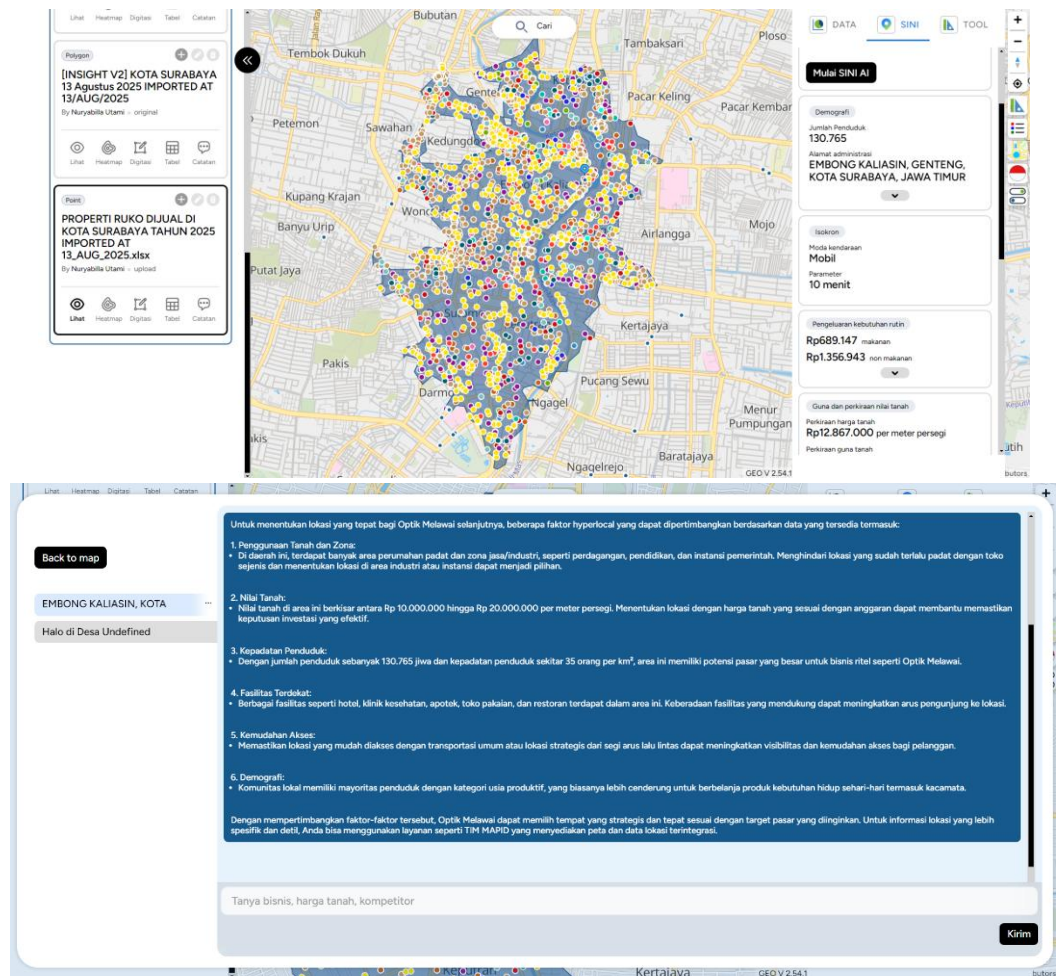 Lihat Heatmap Digitasi Tabel Catatan
Polygon
[INSIGHT V2] KOTA SURABAYA
13 Agustus 2025 IMPORTED AT
13/AUG/2025
By Nuryabilla Utami - original
Lihat Heatmap Digitasi Tabel Catatan
Point
PROPERTI RUKO DIJUAL DI
KOTA SURABAYA TAHUN 2025
IMPORTED AT
13_AUG_2025.xlsx
By Nuryabilla Utami - upload
Lihat Heatmap Digitasi Tabel Catatan
Cari
Bubutan
Ploso
Tambaksari
Tembok Dukuh
Pacar Keling
Pacar Kembar
Petemon
Sawahan
Kupang Krajan
Banyu Urip
Airlangga
Mojo
Putat Jaya
Kertajaya
Pakis
Pucang Sewu
Darmo
Ngagel
Menur
Pumpungan
Baratajaya
Ngagelrejo
GEO V 2.54.1
DATA SINI TOOL
Mulai SINI AI
Demografi
Jumlah Penduduk
130.765
Alamat administrasi
EMBONG KALIASIN, GENTENG,
KOTA SURABAYA, JAWA TIMUR
Isokron
Moda kendaraan
Mobil
Parameter
10 menit
Pengeluaran kebutuhan rutin
Rp689.147 makanan
Rp1.356.943 non makanan
Guna dan perkiraan nilai tanah
Perkiraan harga tanah
Rp12.867.000 per meter persegi
Perkiraan guna tanah
butors,
Back to map
EMBONG KALIASIN, KOTA ...
Halo di Desa Undefined
Untuk menentukan lokasi yang tepat bagi Optik Melawai selanjutnya, beberapa faktor hyperlocal yang dapat dipertimbangkan berdasarkan data yang tersedia termasuk:
1. Penggunaan Tanah dan Zona:
• Di daerah ini, terdapat banyak area perumahan padat dan zona jasa/industri, seperti perdagangan, pendidikan, dan instansi pemerintah. Menghindari lokasi yang sudah terlalu padat dengan toko
sejenis dan menentukan lokasi di area industri atau instansi dapat menjadi pilihan.
2. Nilai Tanah:
• Nilai tanah di area ini berkisar antara Rp 10.000.000 hingga Rp 20.000.000 per meter persegi. Menentukan lokasi dengan harga tanah yang sesuai dengan anggaran dapat membantu memastikan
keputusan investasi yang efektif.
3. Kepadatan Penduduk:
• Dengan jumlah penduduk sebanyak 130.765 jiwa dan kepadatan penduduk sekitar 35 orang per km², area ini memiliki potensi pasar yang besar untuk bisnis ritel seperti Optik Melawai.
4. Fasilitas Terdekat:
• Berbagai fasilitas seperti hotel, klinik kesehatan, apotek, toko pakaian, dan restoran terdapat dalam area ini. Keberadaan fasilitas yang mendukung dapat meningkatkan arus pengunjung ke lokasi.
5. Kemudahan Akses:
• Memastikan lokasi yang mudah diakses dengan transportasi umum atau lokasi strategis dari segi arus lalu lintas dapat meningkatkan visibilitas dan kemudahan akses bagi pelanggan.
6. Demografi:
• Komunitas lokal memiliki mayoritas penduduk dengan kategori usia produktif, yang biasanya lebih cenderung untuk berbelanja produk kebutuhan hidup sehari-hari termasuk kacamata.
Dengan mempertimbangkan faktor-faktor tersebut, Optik Melawai dapat memilih tempat yang strategis dan tepat sesuai dengan target pasar yang diinginkan. Untuk informasi lokasi yang lebih
spesifik dan detil, Anda bisa menggunakan layanan seperti TIM MAPID yang menyediakan peta dan data lokasi terintegrasi.
Tanya bisnis, harga tanah, kompetitor
Kirim
Kertajaya
GEO V 2.54.1
butors